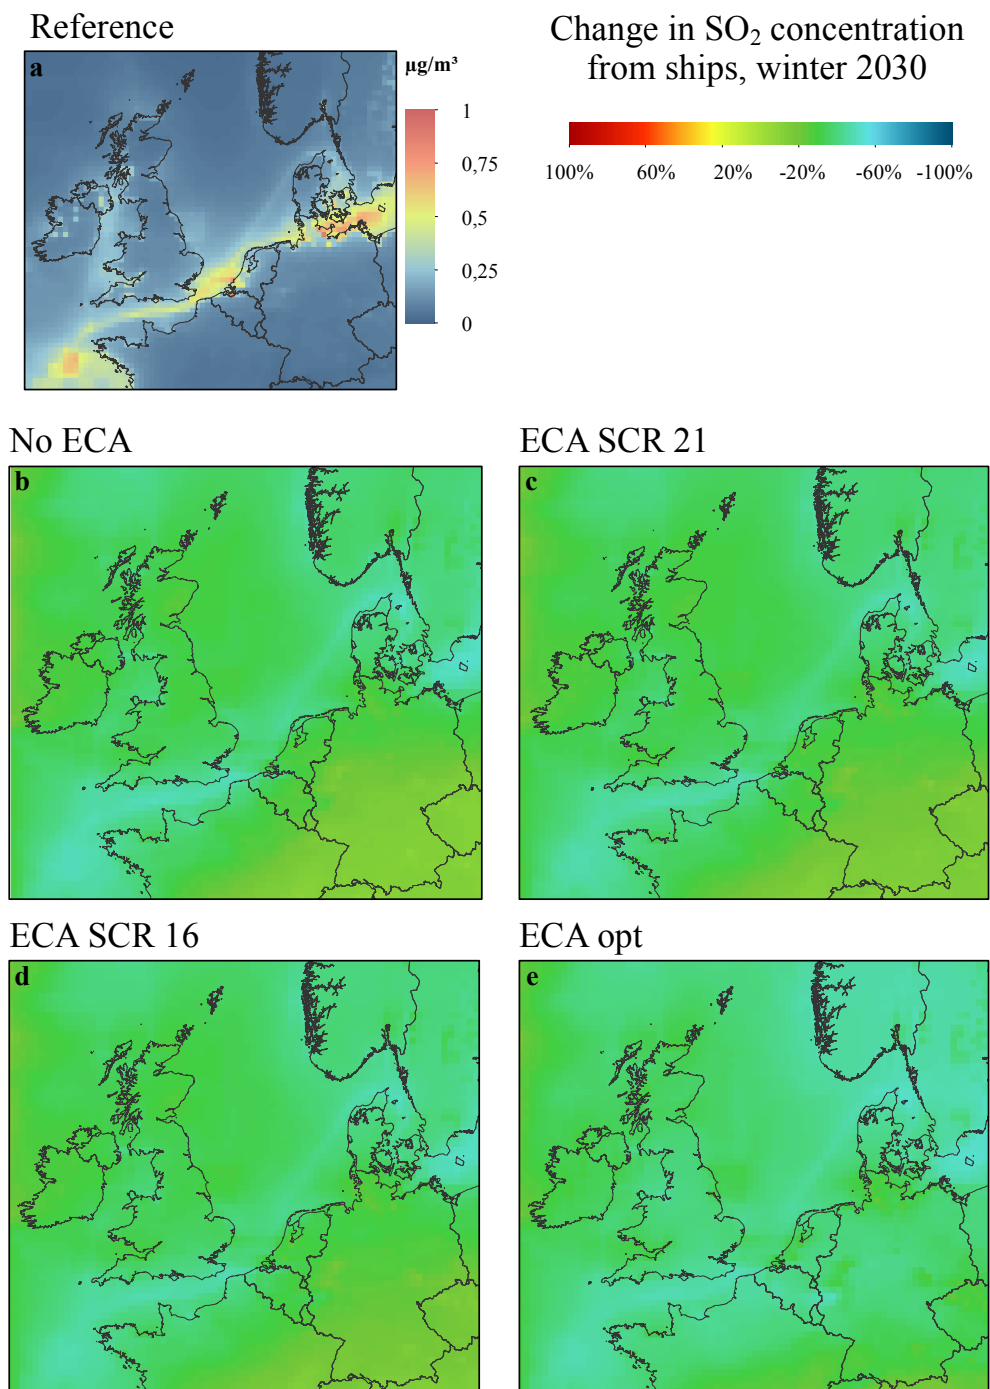 Reference
Change in SO₂ concentration
from ships, winter 2030
a
µg/m³
1
0,75
0,5
0,25
0
100% 60% 20% -20% -60% -100%
No ECA
ECA SCR 21
b
c
ECA SCR 16
ECA opt
d
e